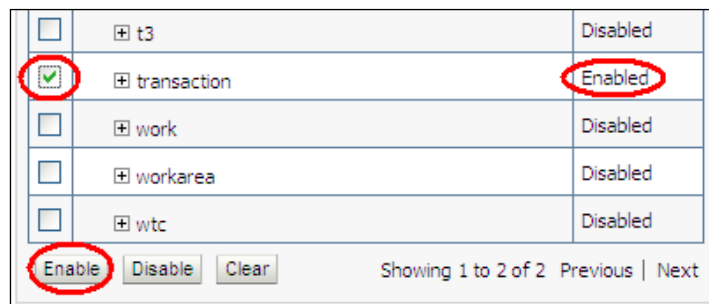 t3 Disabled
transaction Enabled
work Disabled
workarea Disabled
wtc Disabled
Enable Disable Clear Showing 1 to 2 of 2 Previous | Next